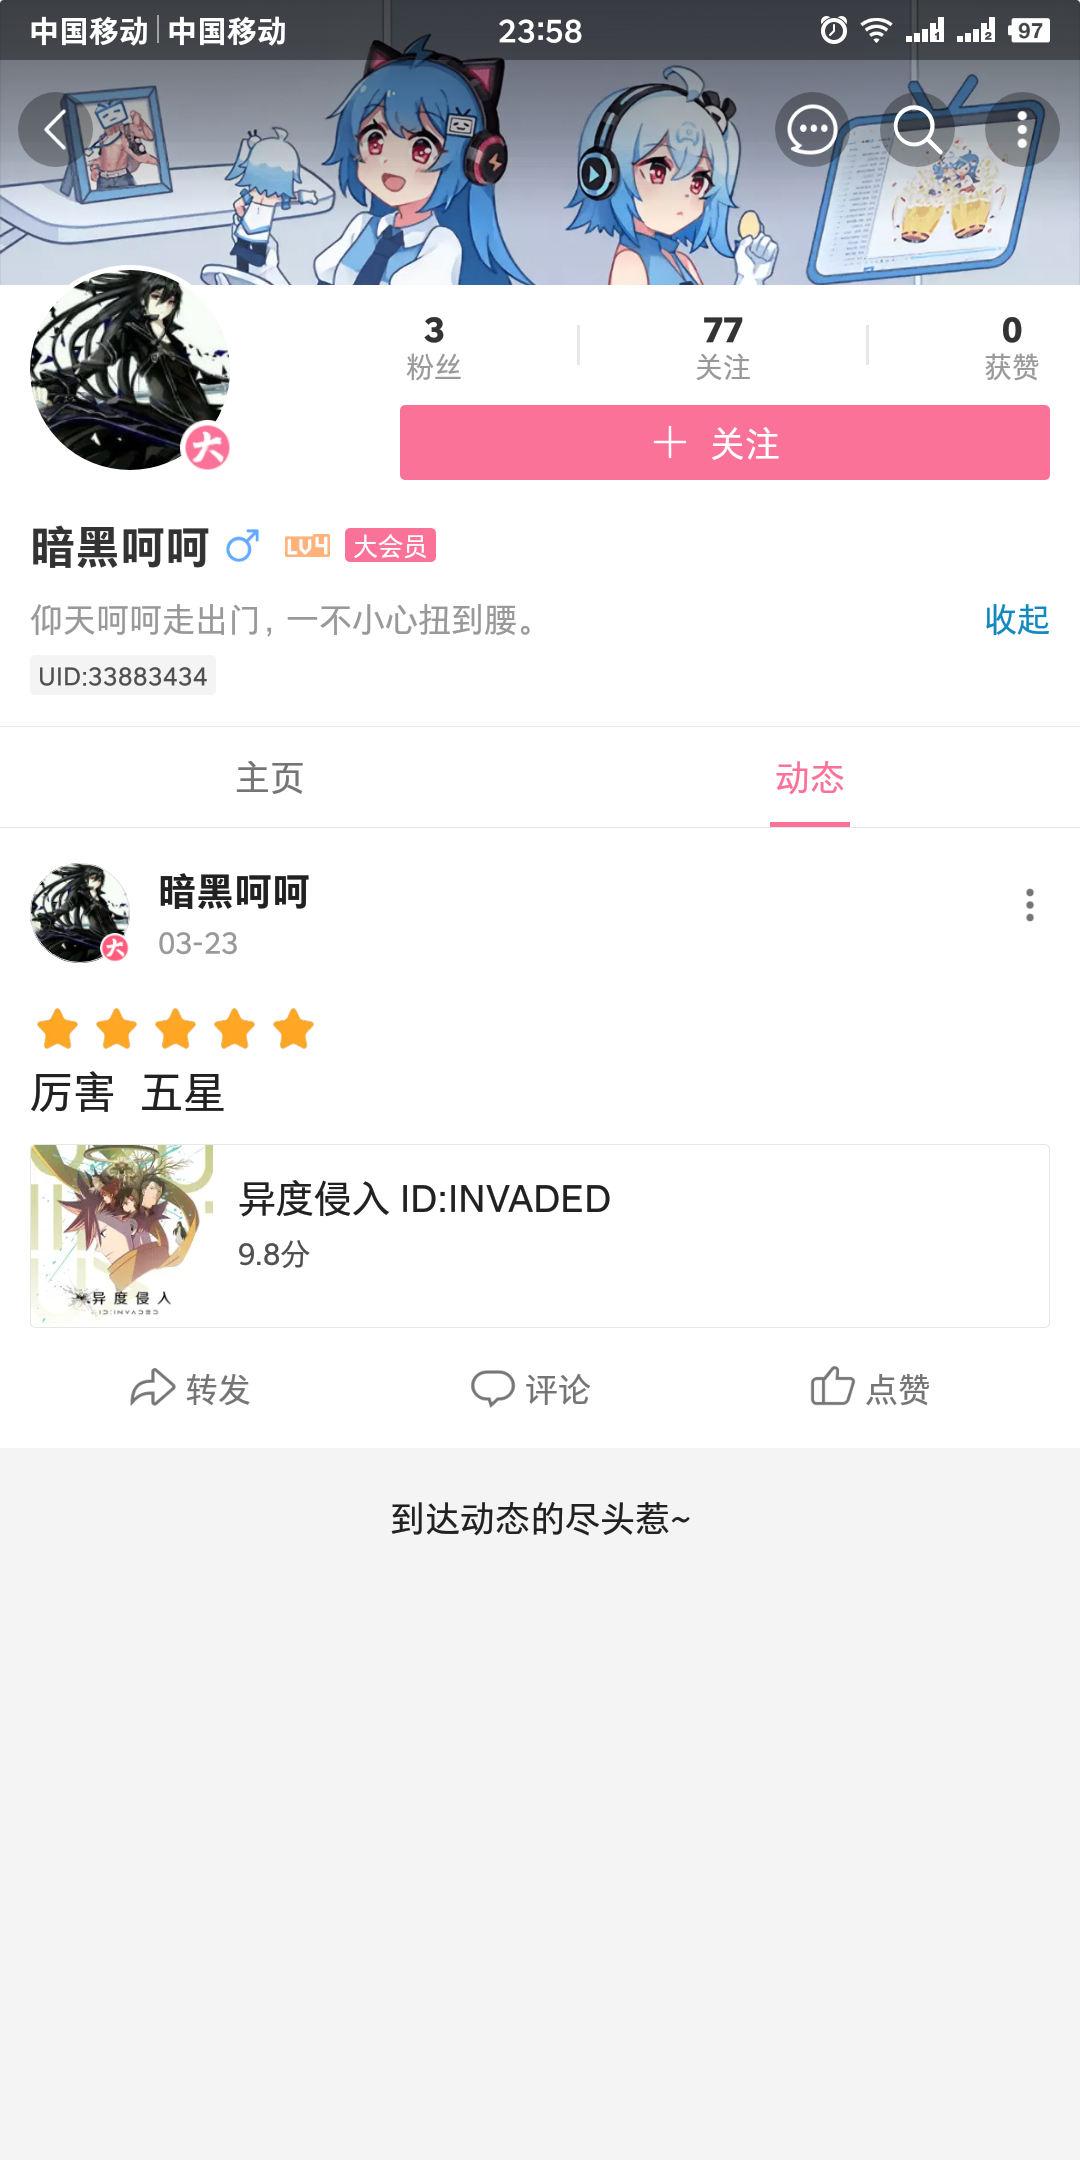 中国移动 中国移动 23:58 1 2 97
3 77 0
粉丝 关注 获赞
关注
大
暗黑呵呵 LV4 大会员
仰天呵呵走出门，一不小心扭到腰。 收起
UID:33883434
主页 动态
暗黑呵呵
大
03-23
厉害 五星
异度侵入 ID:INVADED
9.8分
异度侵入
ID:INVADED
转发 评论 点赞
到达动态的尽头惹~